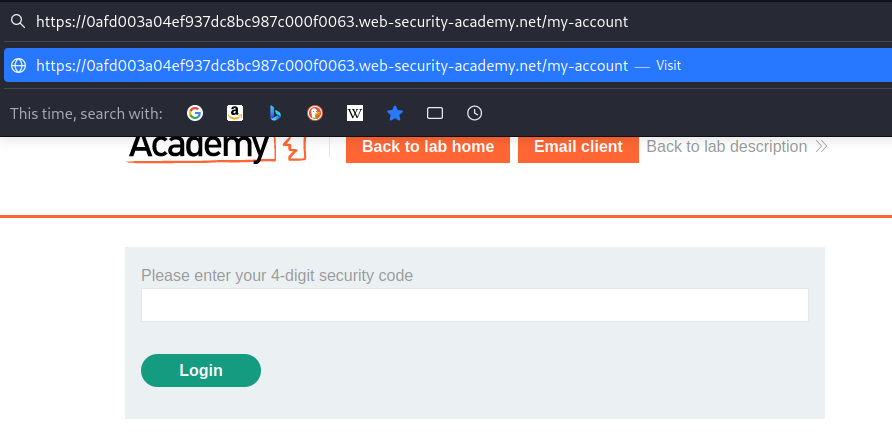 https://0afd003a04ef937dc8bc987c000f0063.web-security-academy.net/my-account
https://0afd003a04ef937dc8bc987c000f0063.web-security-academy.net/my-account — Visit
This time, search with:
Academy
Back to lab home
Email client
Back to lab description
Please enter your 4-digit security code
Login